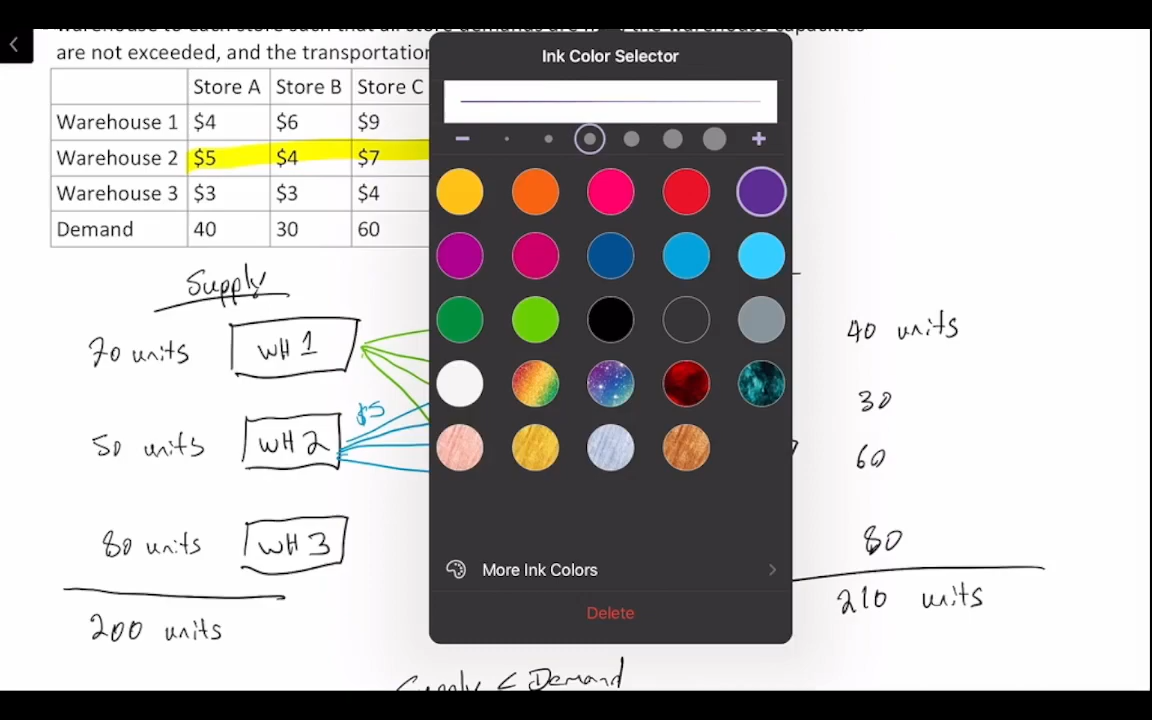 are not exceeded, and the transportation
Ink Color Selector
Store A Store B Store C
Warehouse 1 $4 $6 $9
Warehouse 2 $5 $4 $7
Warehouse 3 $3 $3 $4
Demand 40 30 60
Supply
70 units WH 1 40 units
$5 30
50 units WH 2 60
80 units WH 3 80
200 units 210 units
More Ink Colors
Delete
Supply < Demand